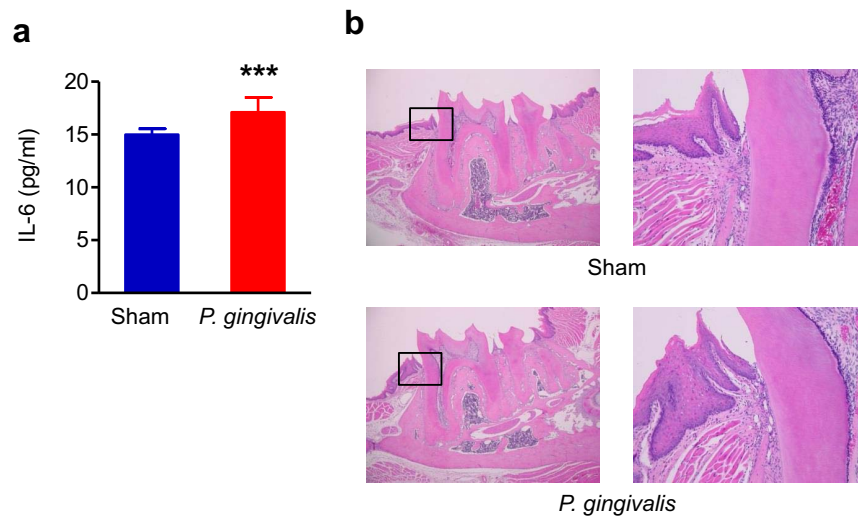 a
b
IL-6 (pg/ml)
20
15
10
5
0
***
Sham
P. gingivalis
Sham
P. gingivalis